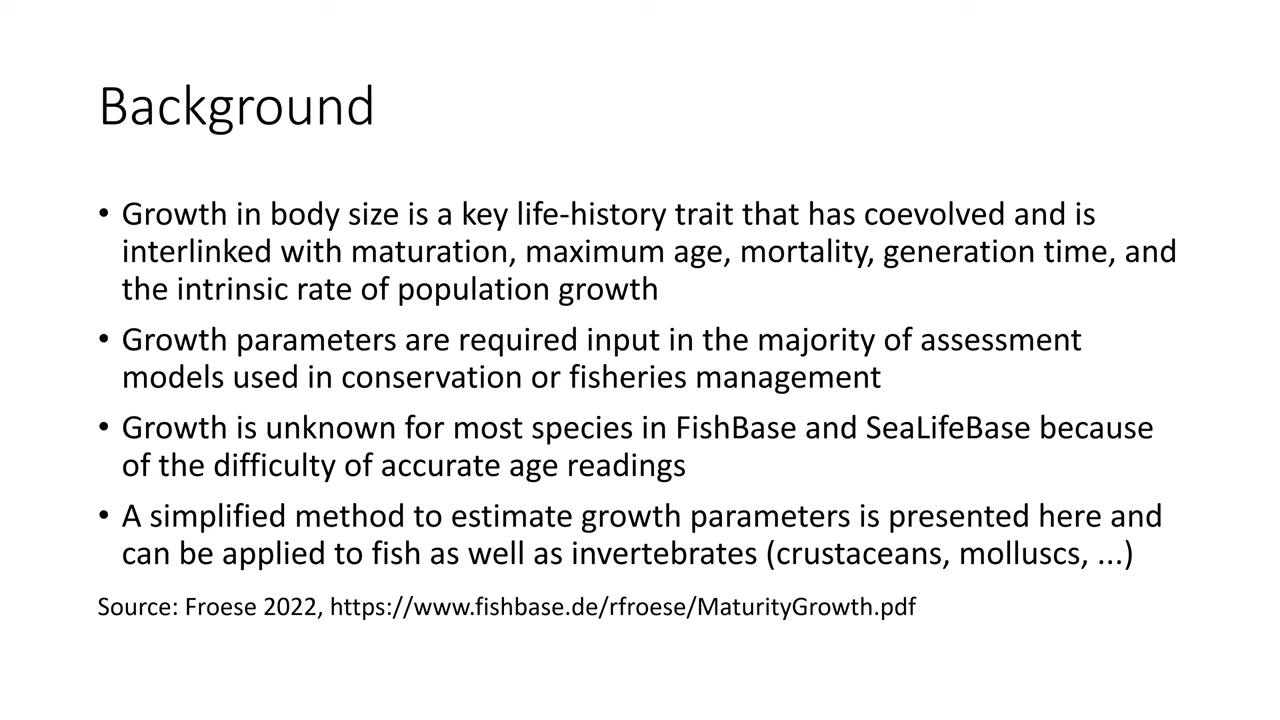 Background
• Growth in body size is a key life-history trait that has coevolved and is
interlinked with maturation, maximum age, mortality, generation time, and
the intrinsic rate of population growth
• Growth parameters are required input in the majority of assessment
models used in conservation or fisheries management
• Growth is unknown for most species in FishBase and SeaLifeBase because
of the difficulty of accurate age readings
• A simplified method to estimate growth parameters is presented here and
can be applied to fish as well as invertebrates (crustaceans, molluscs, ...)
Source: Froese 2022, https://www.fishbase.de/rfroese/MaturityGrowth.pdf